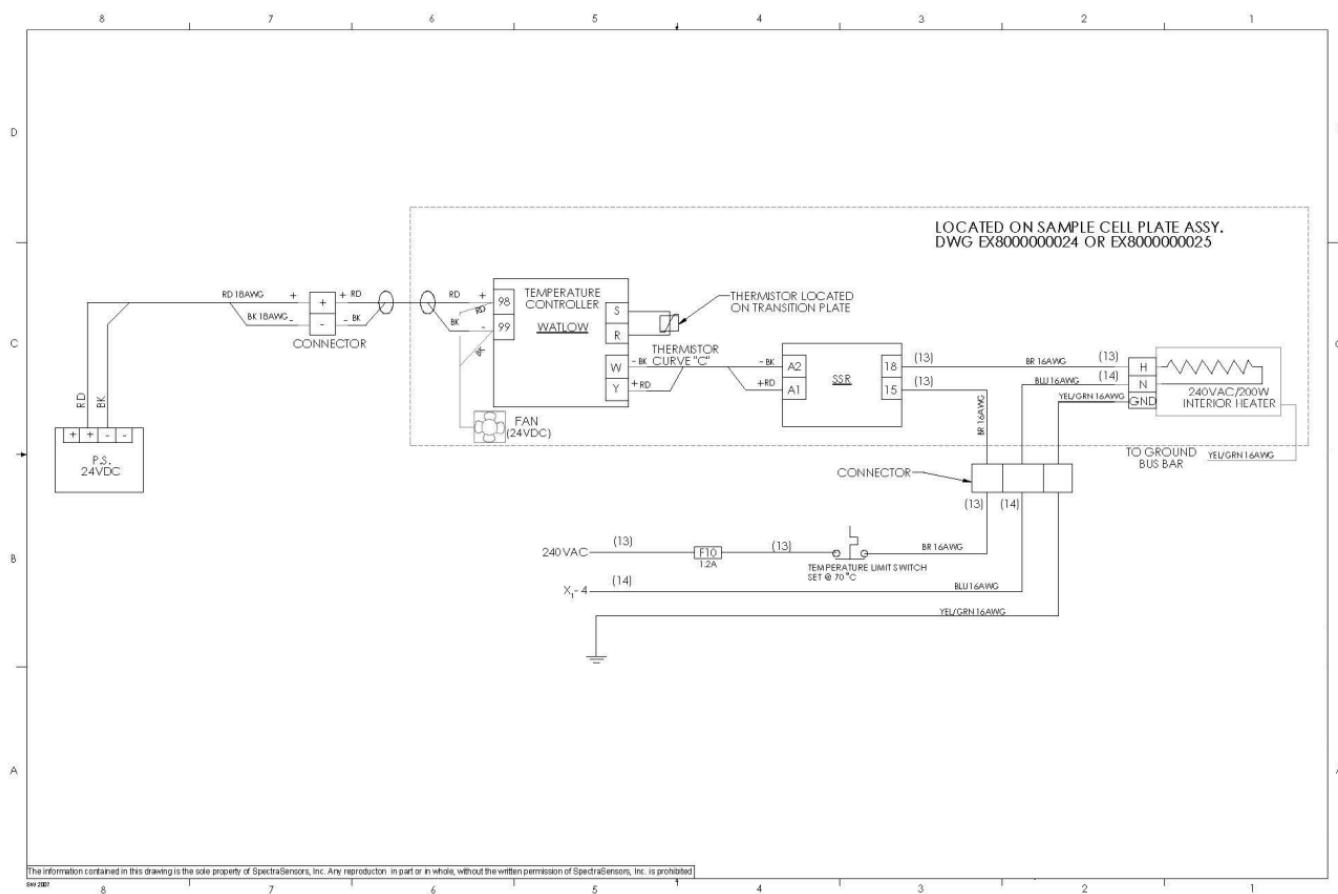 8 7 6 5 4 3 2 1
D
C
B
A
LOCATED ON SAMPLE CELL PLATE ASSY.
DWG EX8000000024 OR EX8000000025
RD 18AWG + + + RD RD + 98
BK 18AWG - - - BK BK - 99
CONNECTOR
RD
BK
TEMPERATURE
CONTROLLER
WATLOW
S
R
W
Y
THERMISTOR LOCATED
ON TRANSITION PLATE
THERMISTOR
CURVE "C"
- BK
+ RD
- BK
+RD
A2
A1
SSR
18
15
(13)
(13)
BR 16AWG
(13)
BLU 16AWG
(14)
YEL/GRN 16AWG
H
N
GND
240VAC/200W
INTERIOR HEATER
BR 16AWG
FAN
(24VDC)
RD
BK
+ + - -
P.S.
24VDC
TO GROUND
BUS BAR
YEL/GRN 16AWG
CONNECTOR
(13) (14)
240VAC (13) F10 (13) BR 16AWG
1.2A
TEMPERATURE LIMIT SWITCH
SET @ 70 °C
X1-4 (14) BLU 16AWG
YEL/GRN 16AWG
The information contained in this drawing is the sole property of SpectraSensors, Inc. Any reproducton in part or in whole, without the written permission of SpectraSensors, Inc. is prohibited
SW 2007
8 7 6 5 4 3 2 1